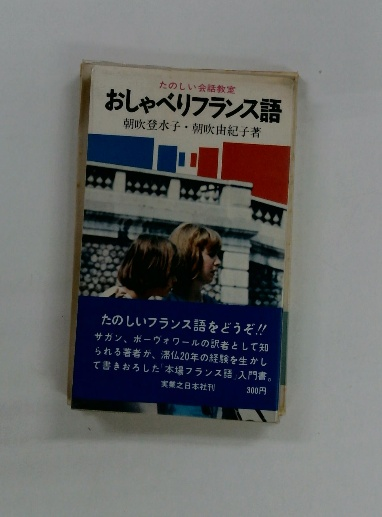 たのしい会話教室
おしゃべりフランス語
朝吹登水子・朝吹由紀子著
たのしいフランス語をどうぞ!!
サガン、ボーヴォワールの訳者として知
られる著者が、滞仏20年の経験を生かし
て書きおろした「本場フランス語」入門書。
実業之日本社刊
300円